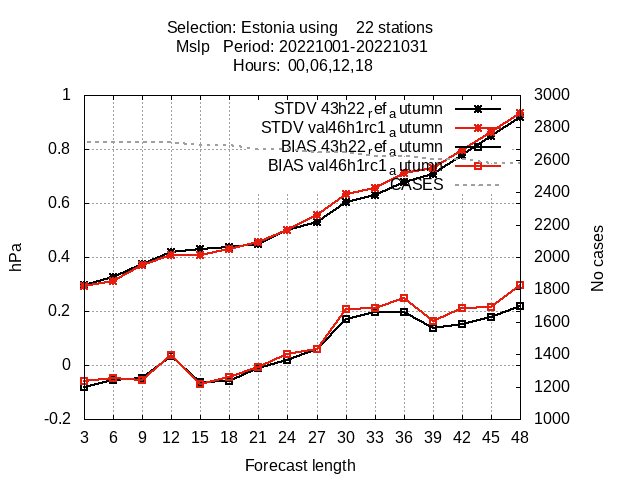 Selection: Estonia using    22 stations
Mslp   Period: 20221001-20221031
Hours:  00,06,12,18
STDV 43h22_ref_autumn
STDV val46h1rc1_autumn
BIAS 43h22_ref_autumn
BIAS val46h1rc1_autumn
CASES
1
0.8
0.6
0.4
0.2
0
-0.2
hPa
3000
2800
2600
2400
2200
2000
1800
1600
1400
1200
1000
No cases
3 6 9 12 15 18 21 24 27 30 33 36 39 42 45 48
Forecast length